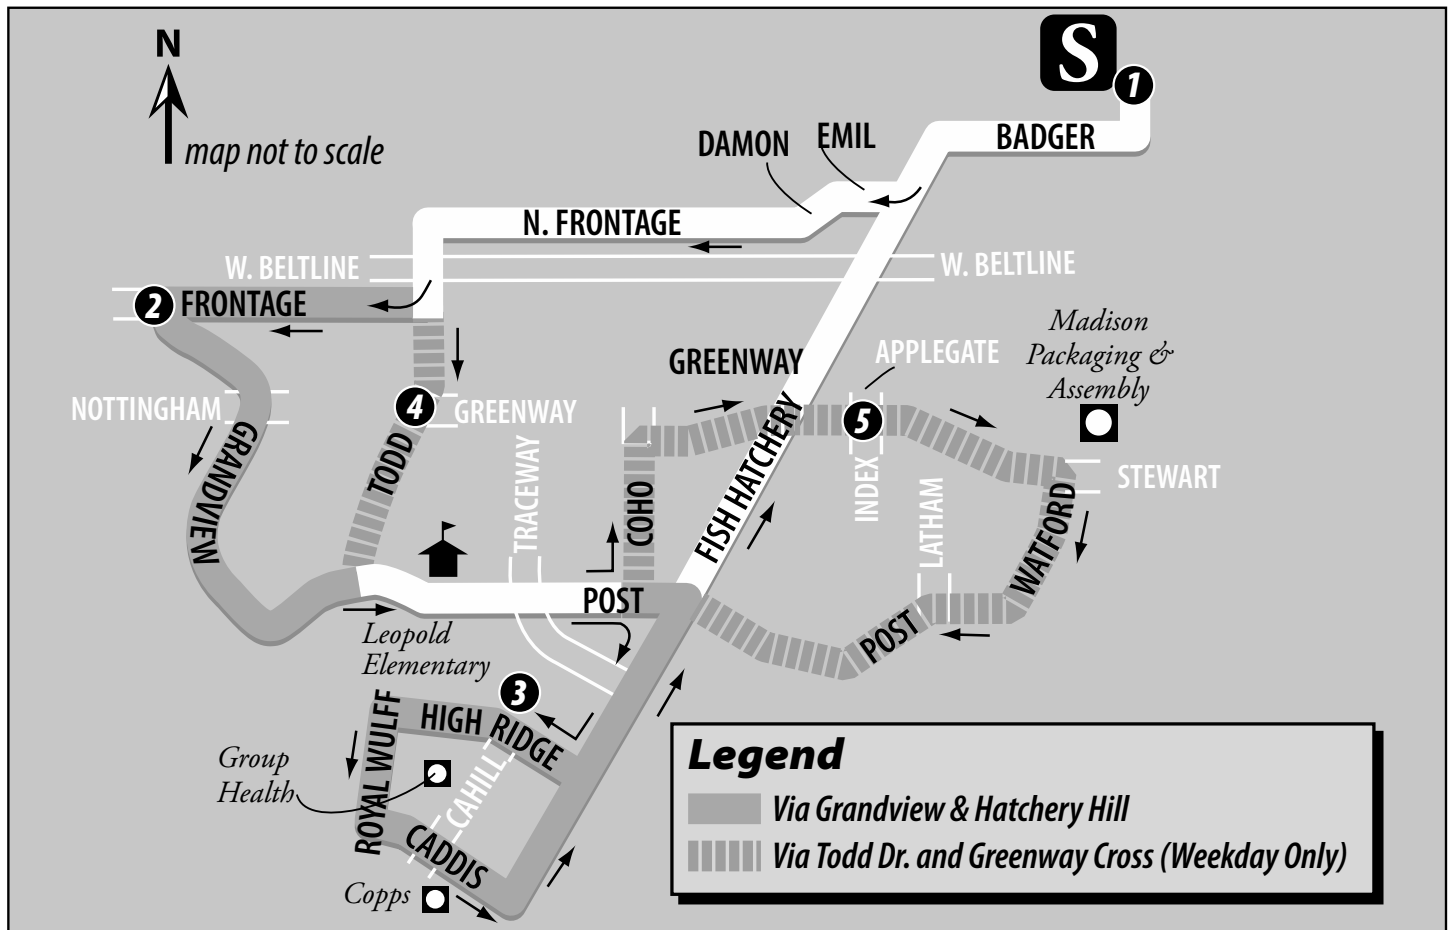 N
map not to scale
S
1
BADGER
DAMON
EMIL
N. FRONTAGE
W. BELTLINE
W. BELTLINE
2
FRONTAGE
Madison
Packaging &
Assembly
GREENWAY
APPLEGATE
NOTTINGHAM
4
GREENWAY
5
GRANDVIEW
TODD
TRACEWAY
COHO
FISH HATCHERY
INDEX
LATHAM
STEWART
WATFORD
POST
POST
Leopold
Elementary
3
HIGH RIDGE
ROYAL WULFF
Group
Health
CAHILL
CADDIS
Copps
Legend
Via Grandview & Hatchery Hill
Via Todd Dr. and Greenway Cross (Weekday Only)